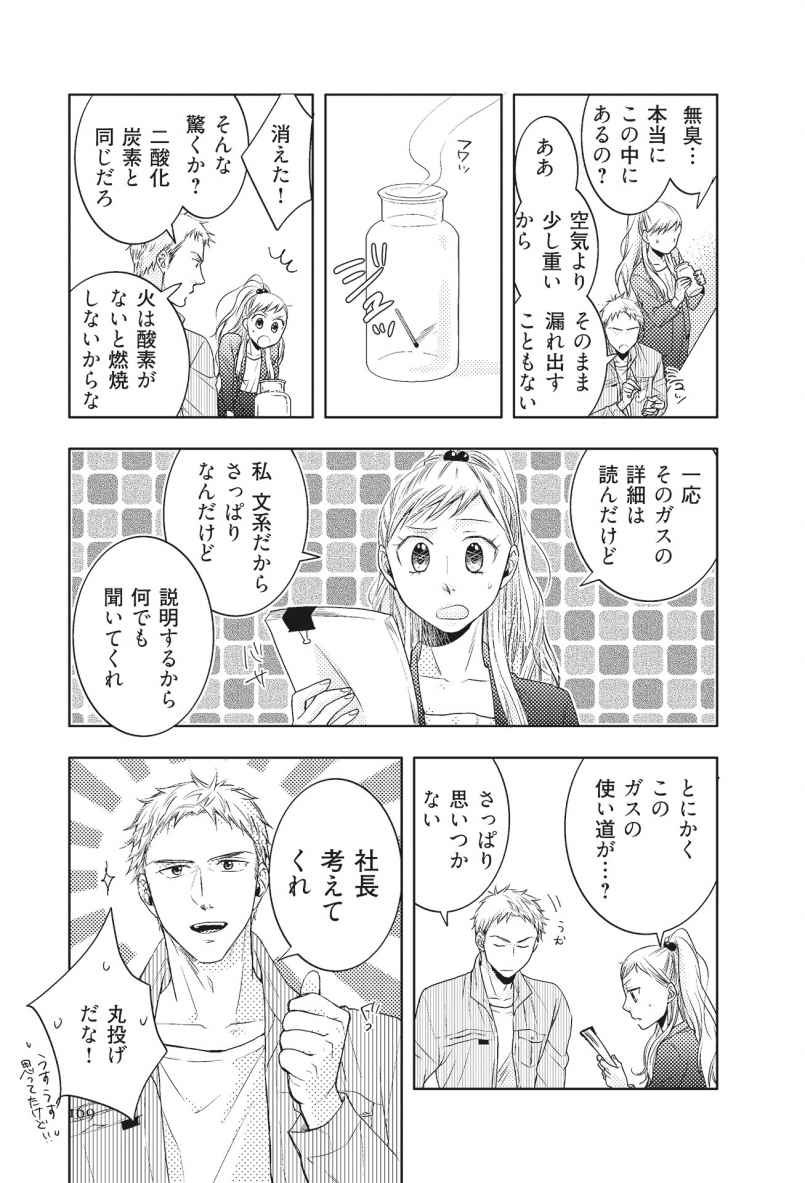 無臭…
本当に
この中に
あるの？
ああ
空気より
少し重い
から
そのまま
漏れ出す
こともない
フワッ
ジュッ
消えた！
そんな
驚くか？
二酸化
炭素と
同じだろ
火は酸素が
ないと燃焼
しないからな
一応
そのガスの
詳細は
読んだけど
私 文系だから
さっぱり
なんだけど
説明するから
何でも
聞いてくれ
とにかく
この
ガスの
使い道が…？
さっぱり
思いつか
ない
うむ
社長
考えて
くれ
丸投げ
だな！
うすうす
思ってたけど!!
169